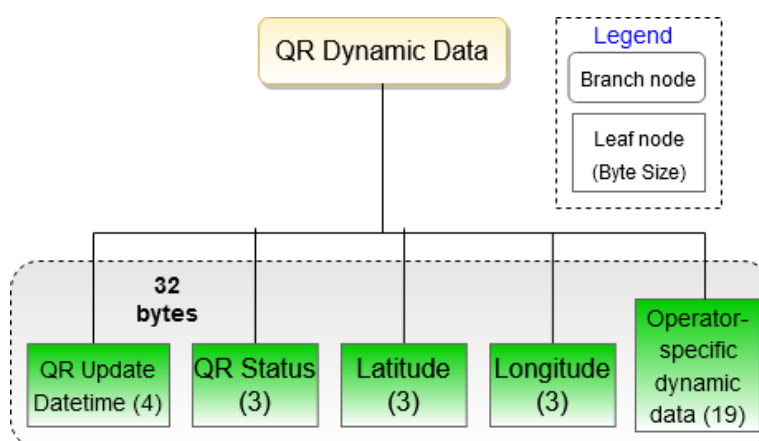 QR Dynamic Data
Legend
Branch node
Leaf node
(Byte Size)
32
bytes
QR Update
Datetime (4)
QR Status
(3)
Latitude
(3)
Longitude
(3)
Operator-
specific
dynamic
data (19)